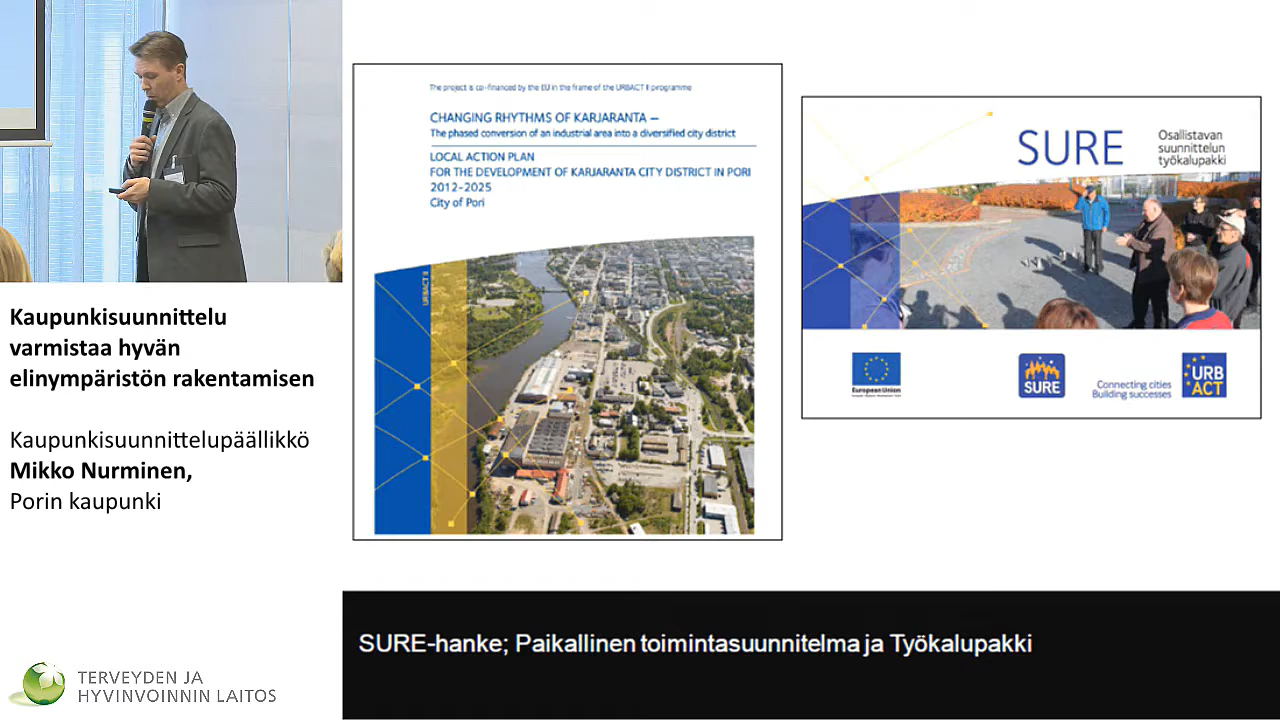 Kaupunkisuunnittelu
varmistaa hyvän
elinympäristön rakentamisen
Kaupunkisuunnittelupäällikkö
Mikko Nurminen,
Porin kaupunki
TERVEYDEN JA
HYVINVOINNIN LAITOS
The project is co-financed by the EU in the frame of the URBACT II programme
CHANGING RHYTHMS OF KARJARANTA –
The phased conversion of an industrial area into a diversified city district
LOCAL ACTION PLAN
FOR THE DEVELOPMENT OF KARJARANTA CITY DISTRICT IN PORI
2012-2025
City of Pori
URBACT II
SURE
Osallistavan
suunnittelun
työkalupakki
European Union
SURE
Connecting cities
Building successes
URB
ACT
SURE-hanke; Paikallinen toimintasuunnitelma ja Työkalupakki